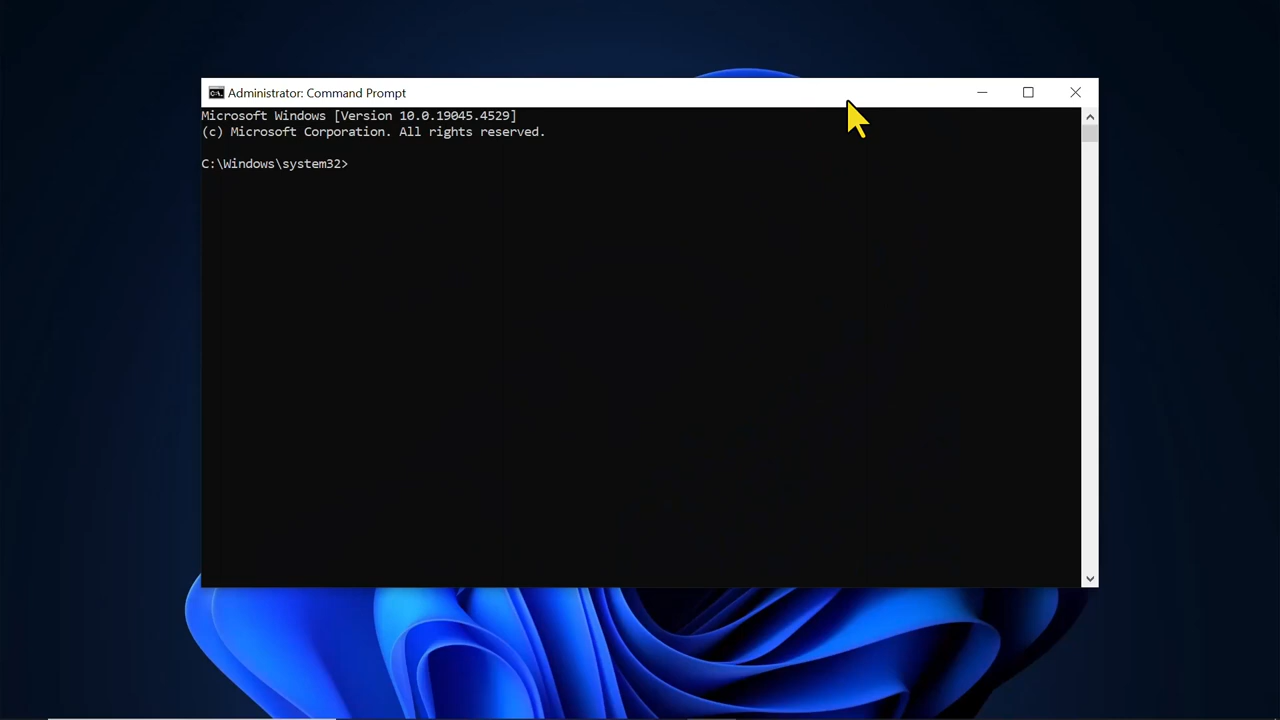 Administrator: Command Prompt
Microsoft Windows [Version 10.0.19045.4529]
(c) Microsoft Corporation. All rights reserved.
C:\Windows\system32>